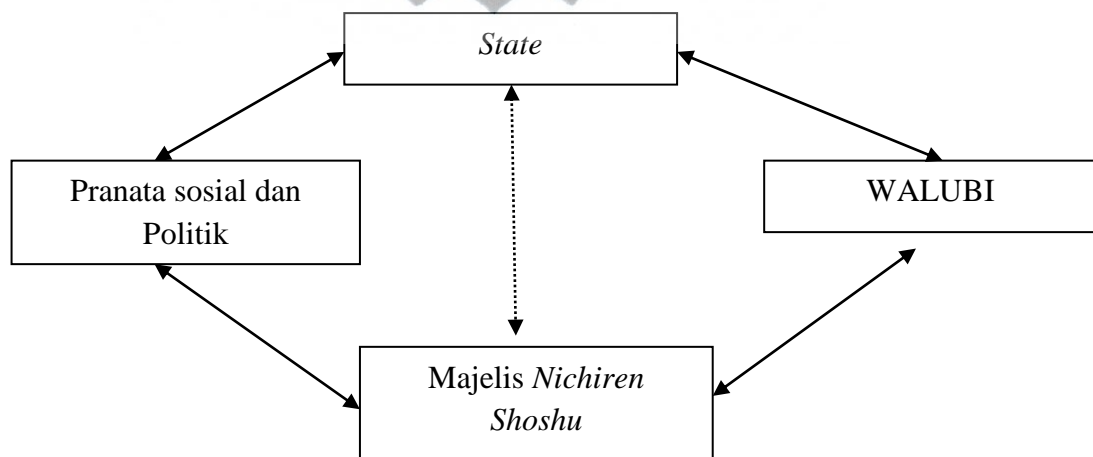 State
Pranata sosial dan
Politik
WALUBI
Majelis Nichiren
Shoshu